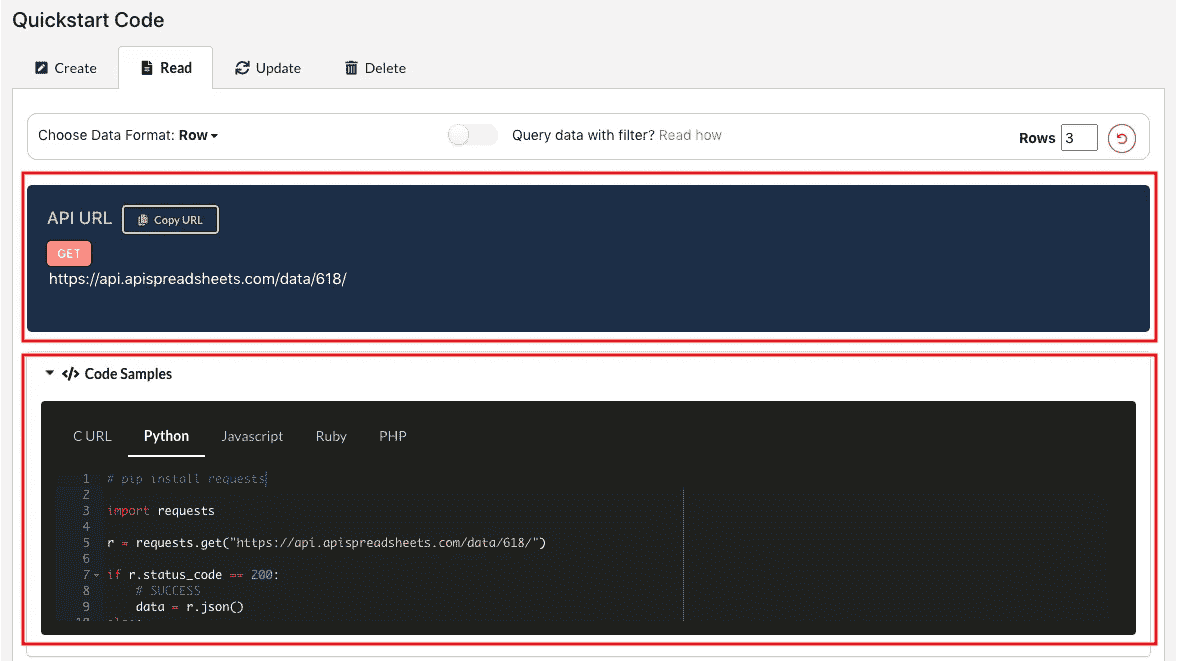 Quickstart Code
Create Read Update Delete
Choose Data Format: Row Query data with filter? Read how Rows 3
API URL Copy URL
GET
https://api.apispreadsheets.com/data/618/
</> Code Samples
C URL Python Javascript Ruby PHP
1 # pip install requests
2
3 import requests
4
5 r = requests.get("https://api.apispreadsheets.com/data/618/")
6
7 if r.status_code == 200:
8 # SUCCESS
9 data = r.json()